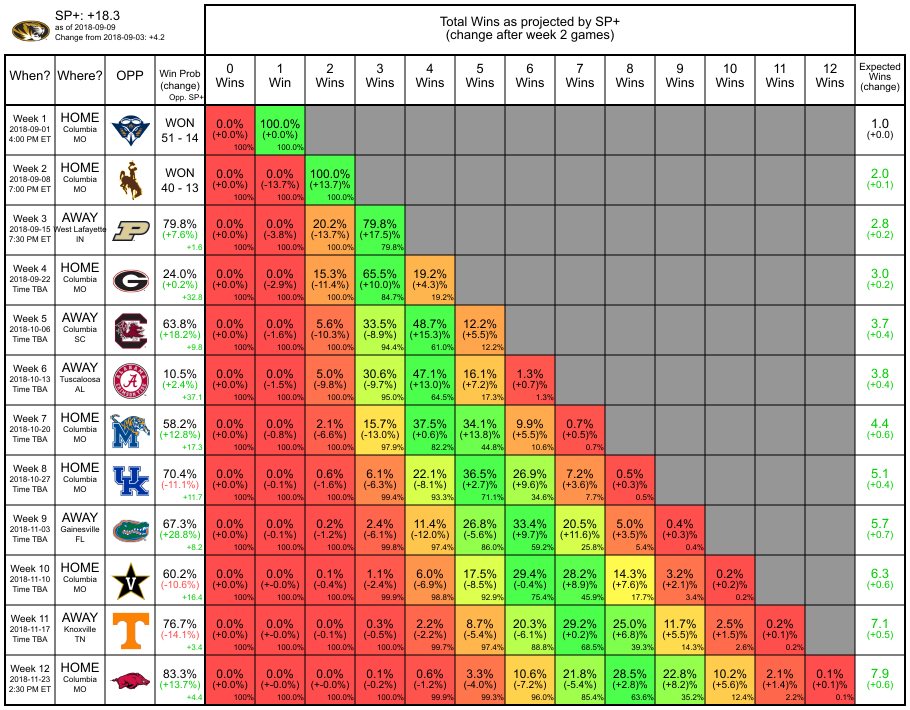 SP+: +18.3
as of 2018-09-09
Change from 2018-09-03: +4.2
Total Wins as projected by SP+
(change after week 2 games)
When? Where? OPP Win Prob (change) Opp. SP+ 0 Wins 1 Win 2 Wins 3 Wins 4 Wins 5 Wins 6 Wins 7 Wins 8 Wins 9 Wins 10 Wins 11 Wins 12 Wins Expected Wins (change)
Week 1 HOME WON 0.0% 100.0% 1.0
2018-09-01 Columbia 51 - 14 (+0.0%) (+0.0%) (+0.0)
4:00 PM ET MO 100% 100.0%
Week 2 HOME WON 0.0% 0.0% 100.0% 2.0
2018-09-08 Columbia 40 - 13 (+0.0%) (-13.7%) (+13.7)% (+0.1)
7:00 PM ET MO 100% 100.0% 100.0%
Week 3 AWAY P 79.8% 0.0% 0.0% 20.2% 79.8% 2.8
2018-09-15 West Lafayette (+7.6%) (+0.0%) (-3.8%) (-13.7%) (+17.5)% (+0.2)
7:30 PM ET IN +1.6 100% 100.0% 100.0% 79.8%
Week 4 HOME G 24.0% 0.0% 0.0% 15.3% 65.5% 19.2% 3.0
2018-09-22 Columbia (+0.2%) (+0.0%) (-2.9%) (-11.4%) (+10.0)% (+4.3%) (+0.2)
Time TBA MO +32.8 100% 100.0% 100.0% 84.7% 19.2%
Week 5 AWAY C 63.8% 0.0% 0.0% 5.6% 33.5% 48.7% 12.2% 3.7
2018-10-06 Columbia (+18.2%) (+0.0%) (-1.6%) (-10.3%) (-8.9%) (+15.3)% (+5.5%) (+0.4)
Time TBA SC +9.8 100% 100.0% 100.0% 94.4% 61.0% 12.2%
Week 6 AWAY A 10.5% 0.0% 0.0% 5.0% 30.6% 47.1% 16.1% 1.3% 3.8
2018-10-13 Tuscaloosa (+2.4%) (+0.0%) (-1.5%) (-9.8%) (-9.7%) (+13.0)% (+7.2%) (+0.7)% (+0.4)
Time TBA AL +37.1 100% 100.0% 100.0% 95.0% 64.5% 17.3% 1.3%
Week 7 HOME M 58.2% 0.0% 0.0% 2.1% 15.7% 37.5% 34.1% 9.9% 0.7% 4.4
2018-10-20 Columbia (+12.8%) (+0.0%) (-0.8%) (-6.6%) (-13.0%) (+0.6)% (+13.8)% (+5.5)% (+0.5)% (+0.6)
Time TBA MO +17.3 100% 100.0% 100.0% 97.9% 82.2% 44.8% 10.6% 0.7%
Week 8 HOME UK 70.4% 0.0% 0.0% 0.6% 6.1% 22.1% 36.5% 26.9% 7.2% 0.5% 5.1
2018-10-27 Columbia (-11.1%) (+0.0%) (-0.1%) (-1.6%) (-6.3%) (-8.1%) (+2.7)% (+9.6)% (+3.6)% (+0.3)% (+0.4)
Time TBA MO +11.7 100% 100.0% 100.0% 99.4% 93.3% 71.1% 34.6% 7.7% 0.5%
Week 9 AWAY 67.3% 0.0% 0.0% 0.2% 2.4% 11.4% 26.8% 33.4% 20.5% 5.0% 0.4% 5.7
2018-11-03 Gainesville (+28.8%) (+0.0%) (-0.1%) (-1.2%) (-6.1%) (-12.0%) (-5.6%) (+9.7)% (+11.6)% (+3.5)% (+0.3)% (+0.7)
Time TBA FL +8.2 100% 100.0% 100.0% 99.8% 97.4% 86.0% 59.2% 25.8% 5.4% 0.4%
Week 10 HOME V 60.2% 0.0% 0.0% 0.1% 1.1% 6.0% 17.5% 29.4% 28.2% 14.3% 3.2% 0.2% 6.3
2018-11-10 Columbia (-10.6%) (+0.0%) (+-0.0%) (-0.4%) (-2.4%) (-6.9%) (-8.5%) (-0.4%) (+8.9)% (+7.6)% (+2.1)% (+0.2)% (+0.6)
Time TBA MO +16.4 100% 100.0% 100.0% 99.9% 98.8% 92.9% 75.4% 45.9% 17.7% 3.4% 0.2%
Week 11 AWAY T 76.7% 0.0% 0.0% 0.0% 0.3% 2.2% 8.7% 20.3% 29.2% 25.0% 11.7% 2.5% 0.2% 7.1
2018-11-17 Knoxville (-14.1%) (+0.0%) (+-0.0%) (-0.1%) (-0.5%) (-2.2%) (-5.4%) (-6.1%) (+0.2)% (+6.8)% (+5.5)% (+1.5)% (+0.1)% (+0.5)
Time TBA TN +3.4 100% 100.0% 100.0% 100.0% 99.7% 97.4% 88.8% 68.5% 39.3% 14.3% 2.6% 0.2%
Week 12 HOME 83.3% 0.0% 0.0% 0.0% 0.1% 0.6% 3.3% 10.6% 21.8% 28.5% 22.8% 10.2% 2.1% 0.1% 7.9
2018-11-23 Columbia (+13.7%) (+0.0%) (+-0.0%) (+-0.0%) (-0.2%) (-1.2%) (-4.0%) (-7.2%) (-5.4%) (+2.8)% (+8.2)% (+5.6)% (+1.4)% (+0.1)% (+0.6)
2:30 PM ET MO +4.4 100% 100.0% 100.0% 100.0% 99.9% 99.3% 96.0% 85.4% 63.6% 35.2% 12.4% 2.2% 0.1%